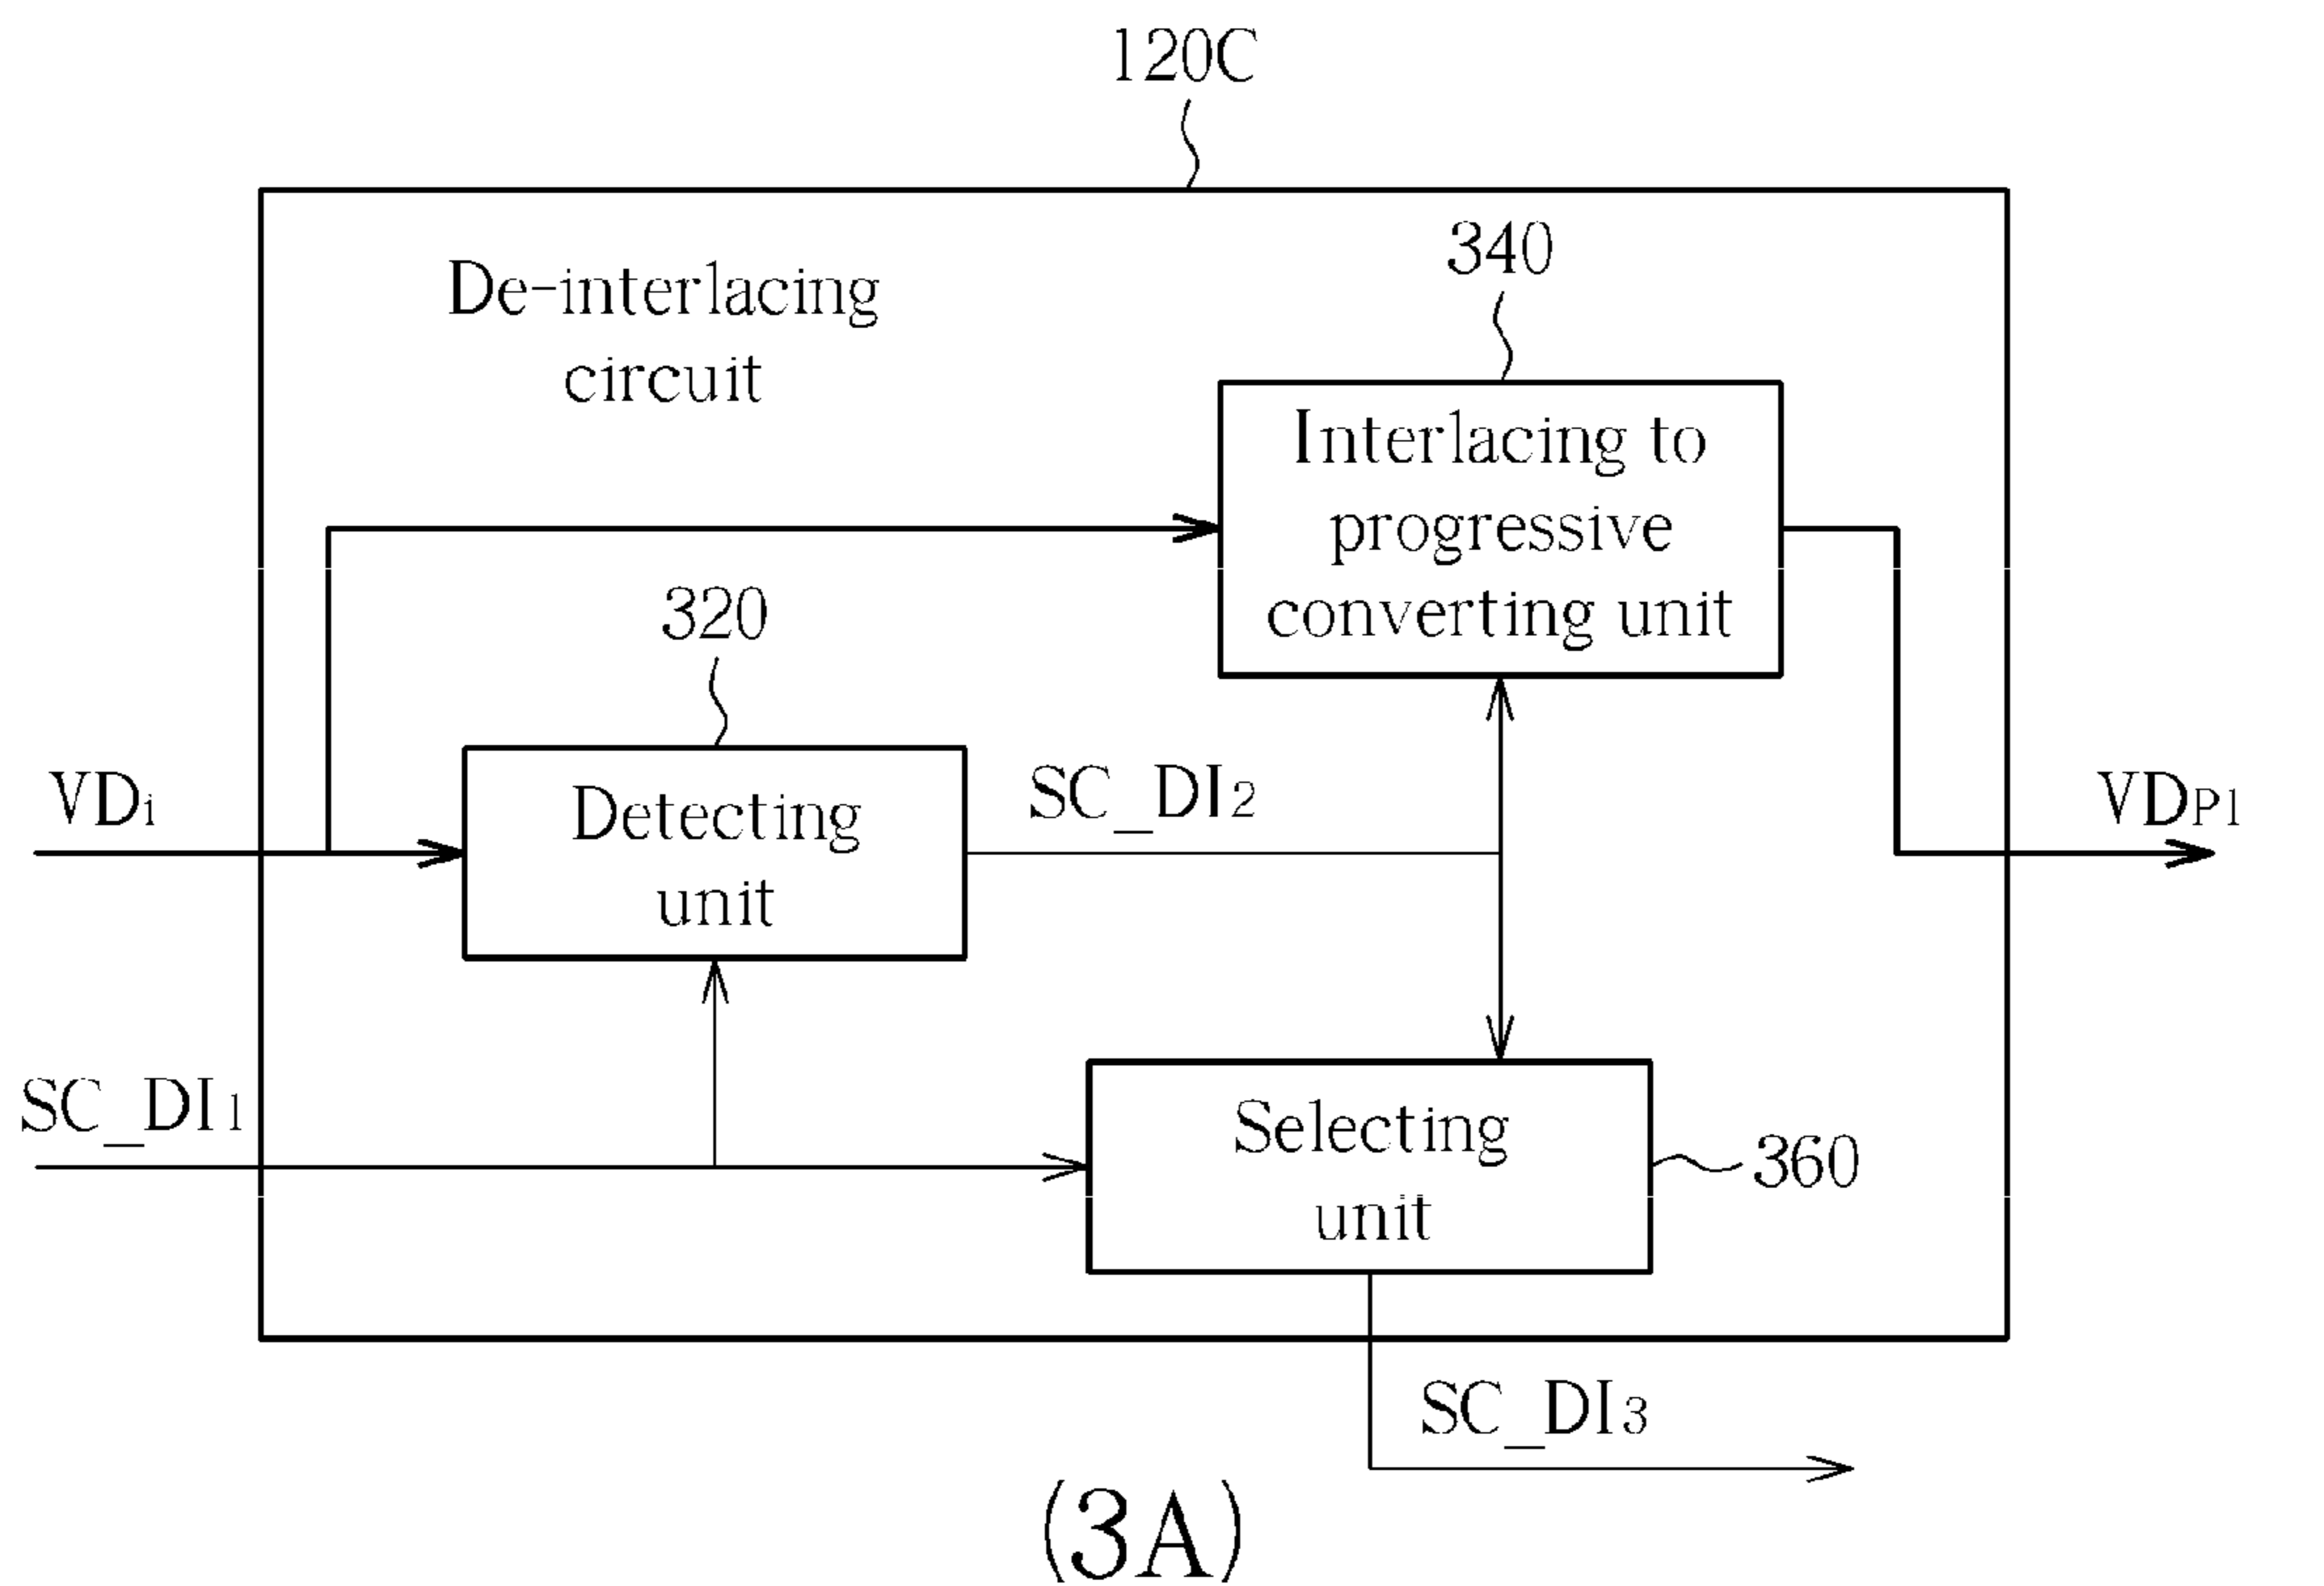 120C
De-interlacing
circuit
340
Interlacing to
progressive
converting unit
320
VDi
Detecting
unit
SC_DI2
VDP1
SC_DI1
Selecting
unit
360
SC_DI3
(3A)